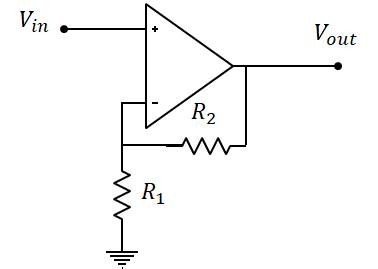 V_in
+
V_out
-
R_2
R_1